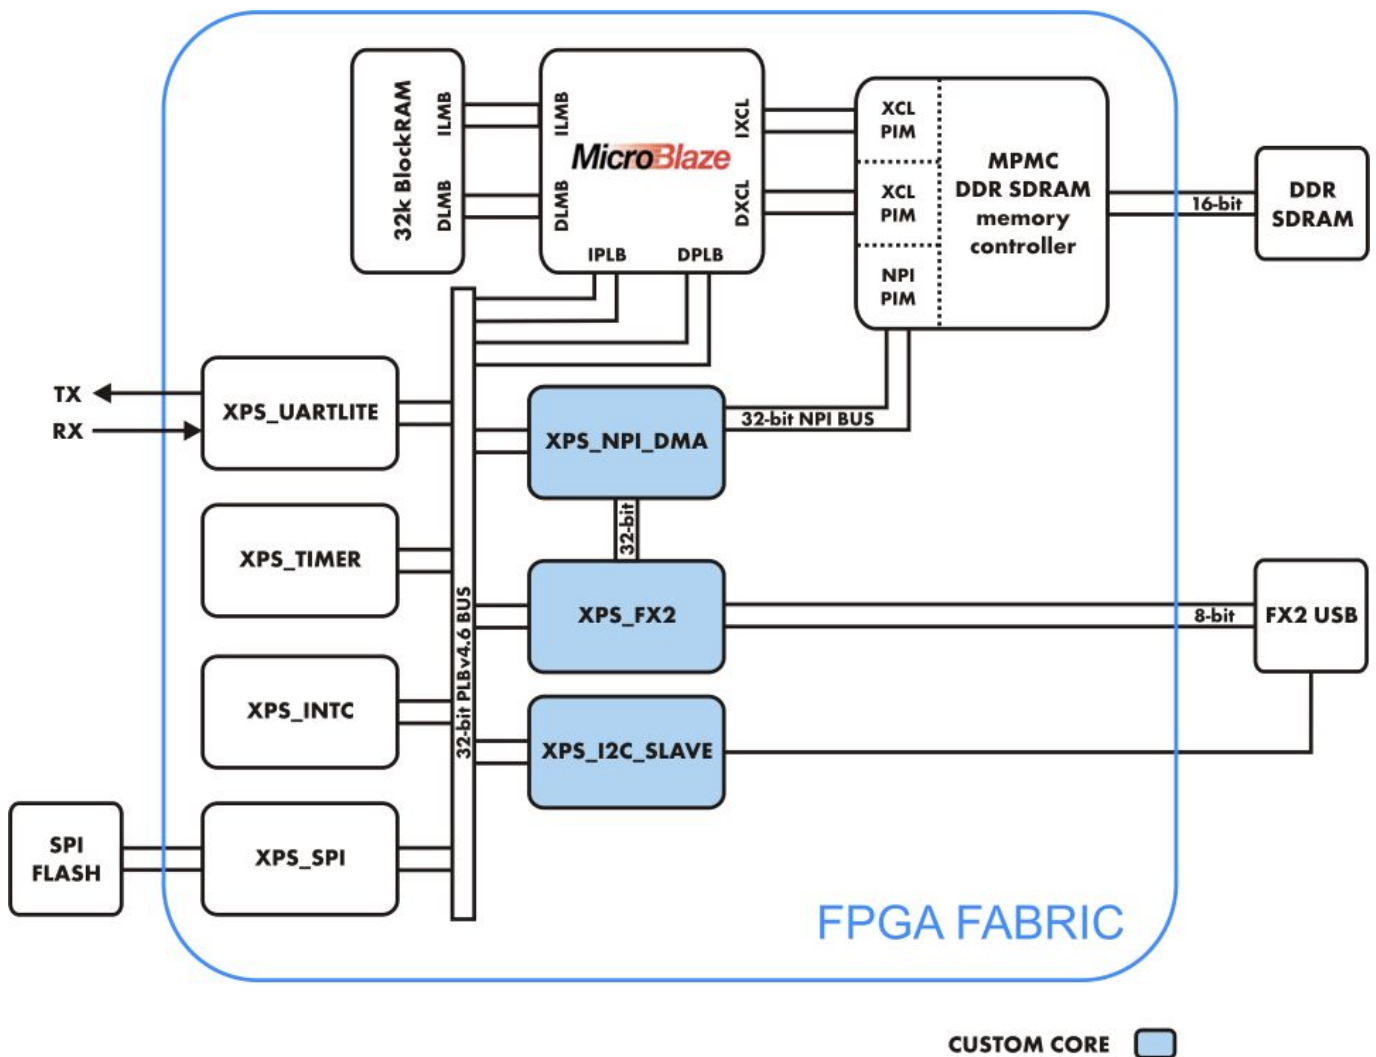 32k BlockRAM
ILMB
DLMB
ILMB
DLMB
MicroBlaze
IXCL
DXCL
IPLB
DPLB
XCL
PIM
XCL
PIM
NPI
PIM
MPMC
DDR SDRAM
memory
controller
16-bit
DDR
SDRAM
TX
RX
XPS_UARTLITE
XPS_NPI_DMA
32-bit NPI BUS
32-bit
XPS_TIMER
XPS_FX2
8-bit
FX2 USB
32-bit PLBv4.6 BUS
XPS_INTC
XPS_I2C_SLAVE
SPI
FLASH
XPS_SPI
FPGA FABRIC
CUSTOM CORE